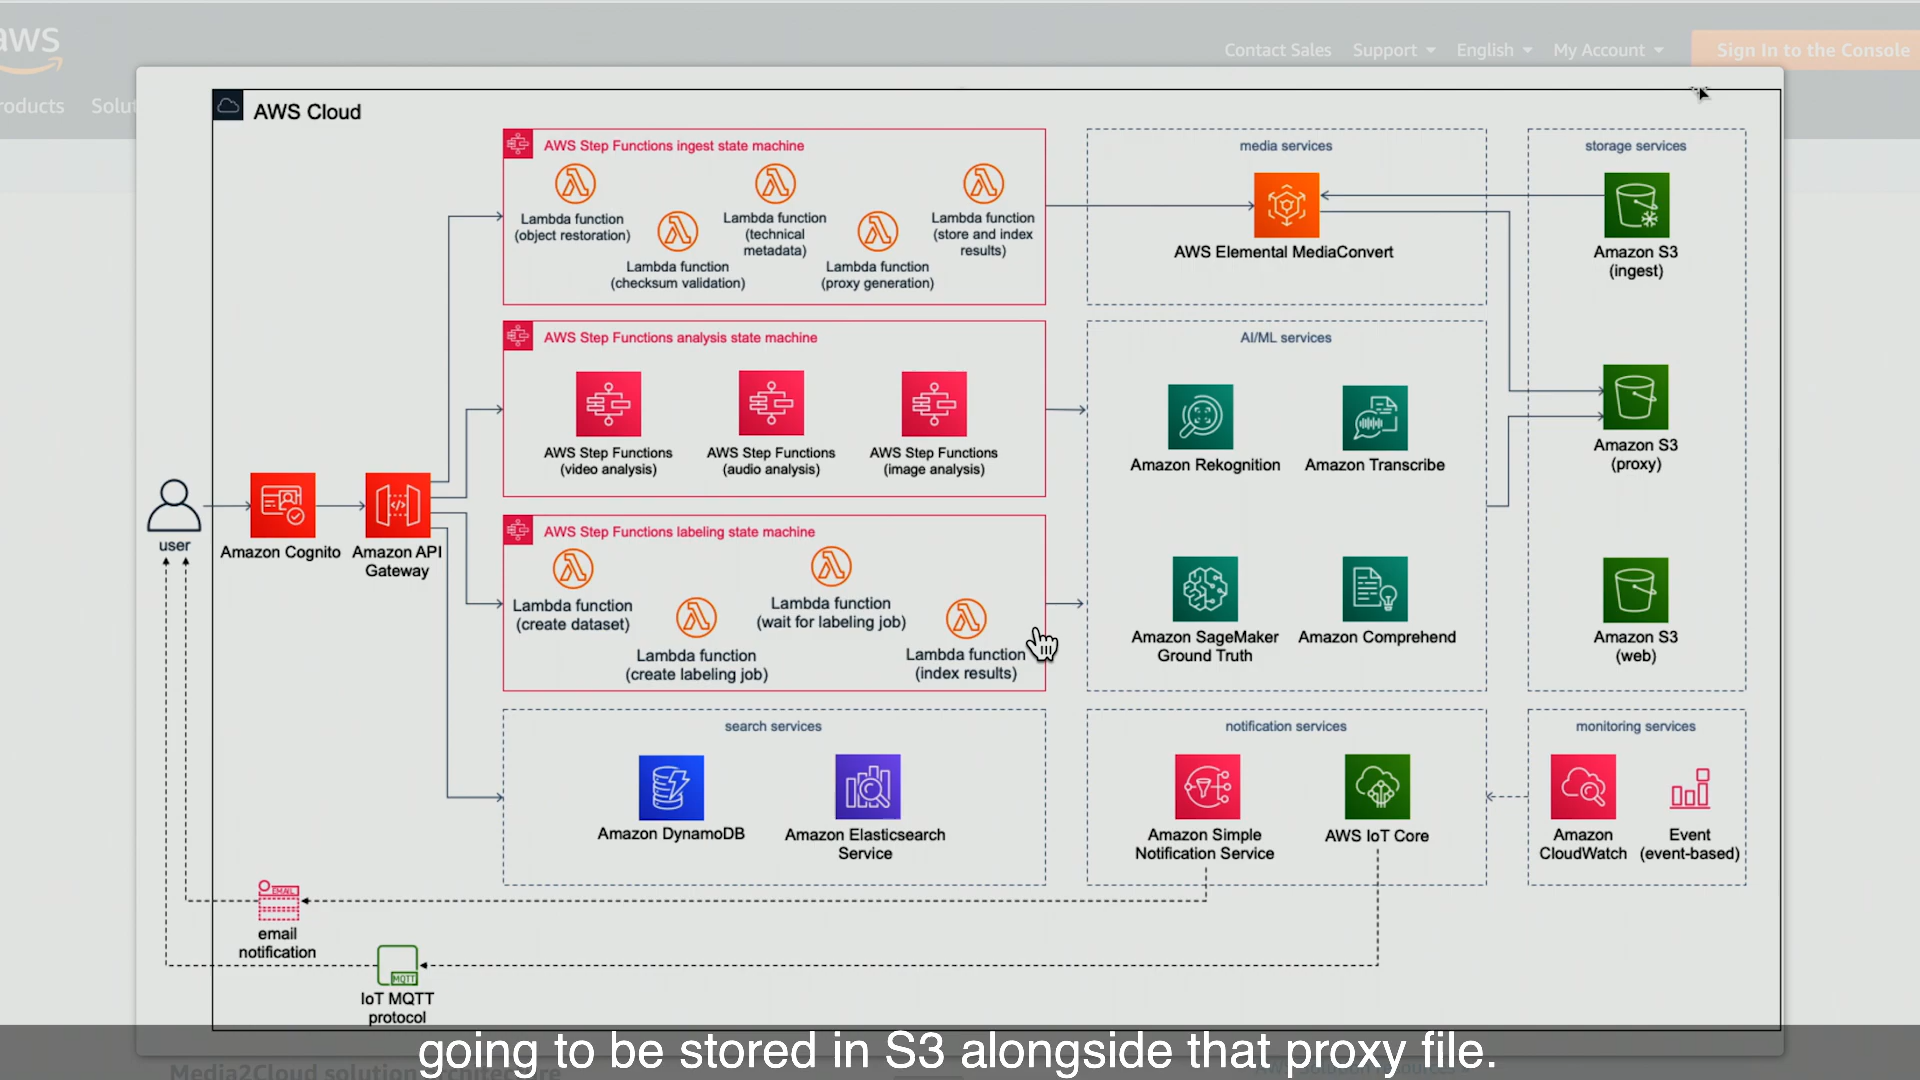 aws
Contact Sales
Support
English
My Account
Sign In to the Console
roducts
Solut
AWS Cloud
AWS Step Functions ingest state machine
Lambda function
(object restoration)
Lambda function
(checksum validation)
Lambda function
(technical
metadata)
Lambda function
(proxy generation)
Lambda function
(store and index
results)
media services
AWS Elemental MediaConvert
storage services
Amazon S3
(ingest)
Amazon S3
(proxy)
Amazon S3
(web)
AWS Step Functions analysis state machine
AWS Step Functions
(video analysis)
AWS Step Functions
(audio analysis)
AWS Step Functions
(image analysis)
AI/ML services
Amazon Rekognition
Amazon Transcribe
Amazon SageMaker
Ground Truth
Amazon Comprehend
user
Amazon Cognito
Amazon API
Gateway
AWS Step Functions labeling state machine
Lambda function
(create dataset)
Lambda function
(create labeling job)
Lambda function
(wait for labeling job)
Lambda function
(index results)
search services
Amazon DynamoDB
Amazon Elasticsearch
Service
notification services
Amazon Simple
Notification Service
AWS IoT Core
monitoring services
Amazon
CloudWatch
Event
(event-based)
EMAIL
email
notification
MQTT
IoT MQTT
protocol
going to be stored in S3 alongside that proxy file.
Media2Cloud solution architecture